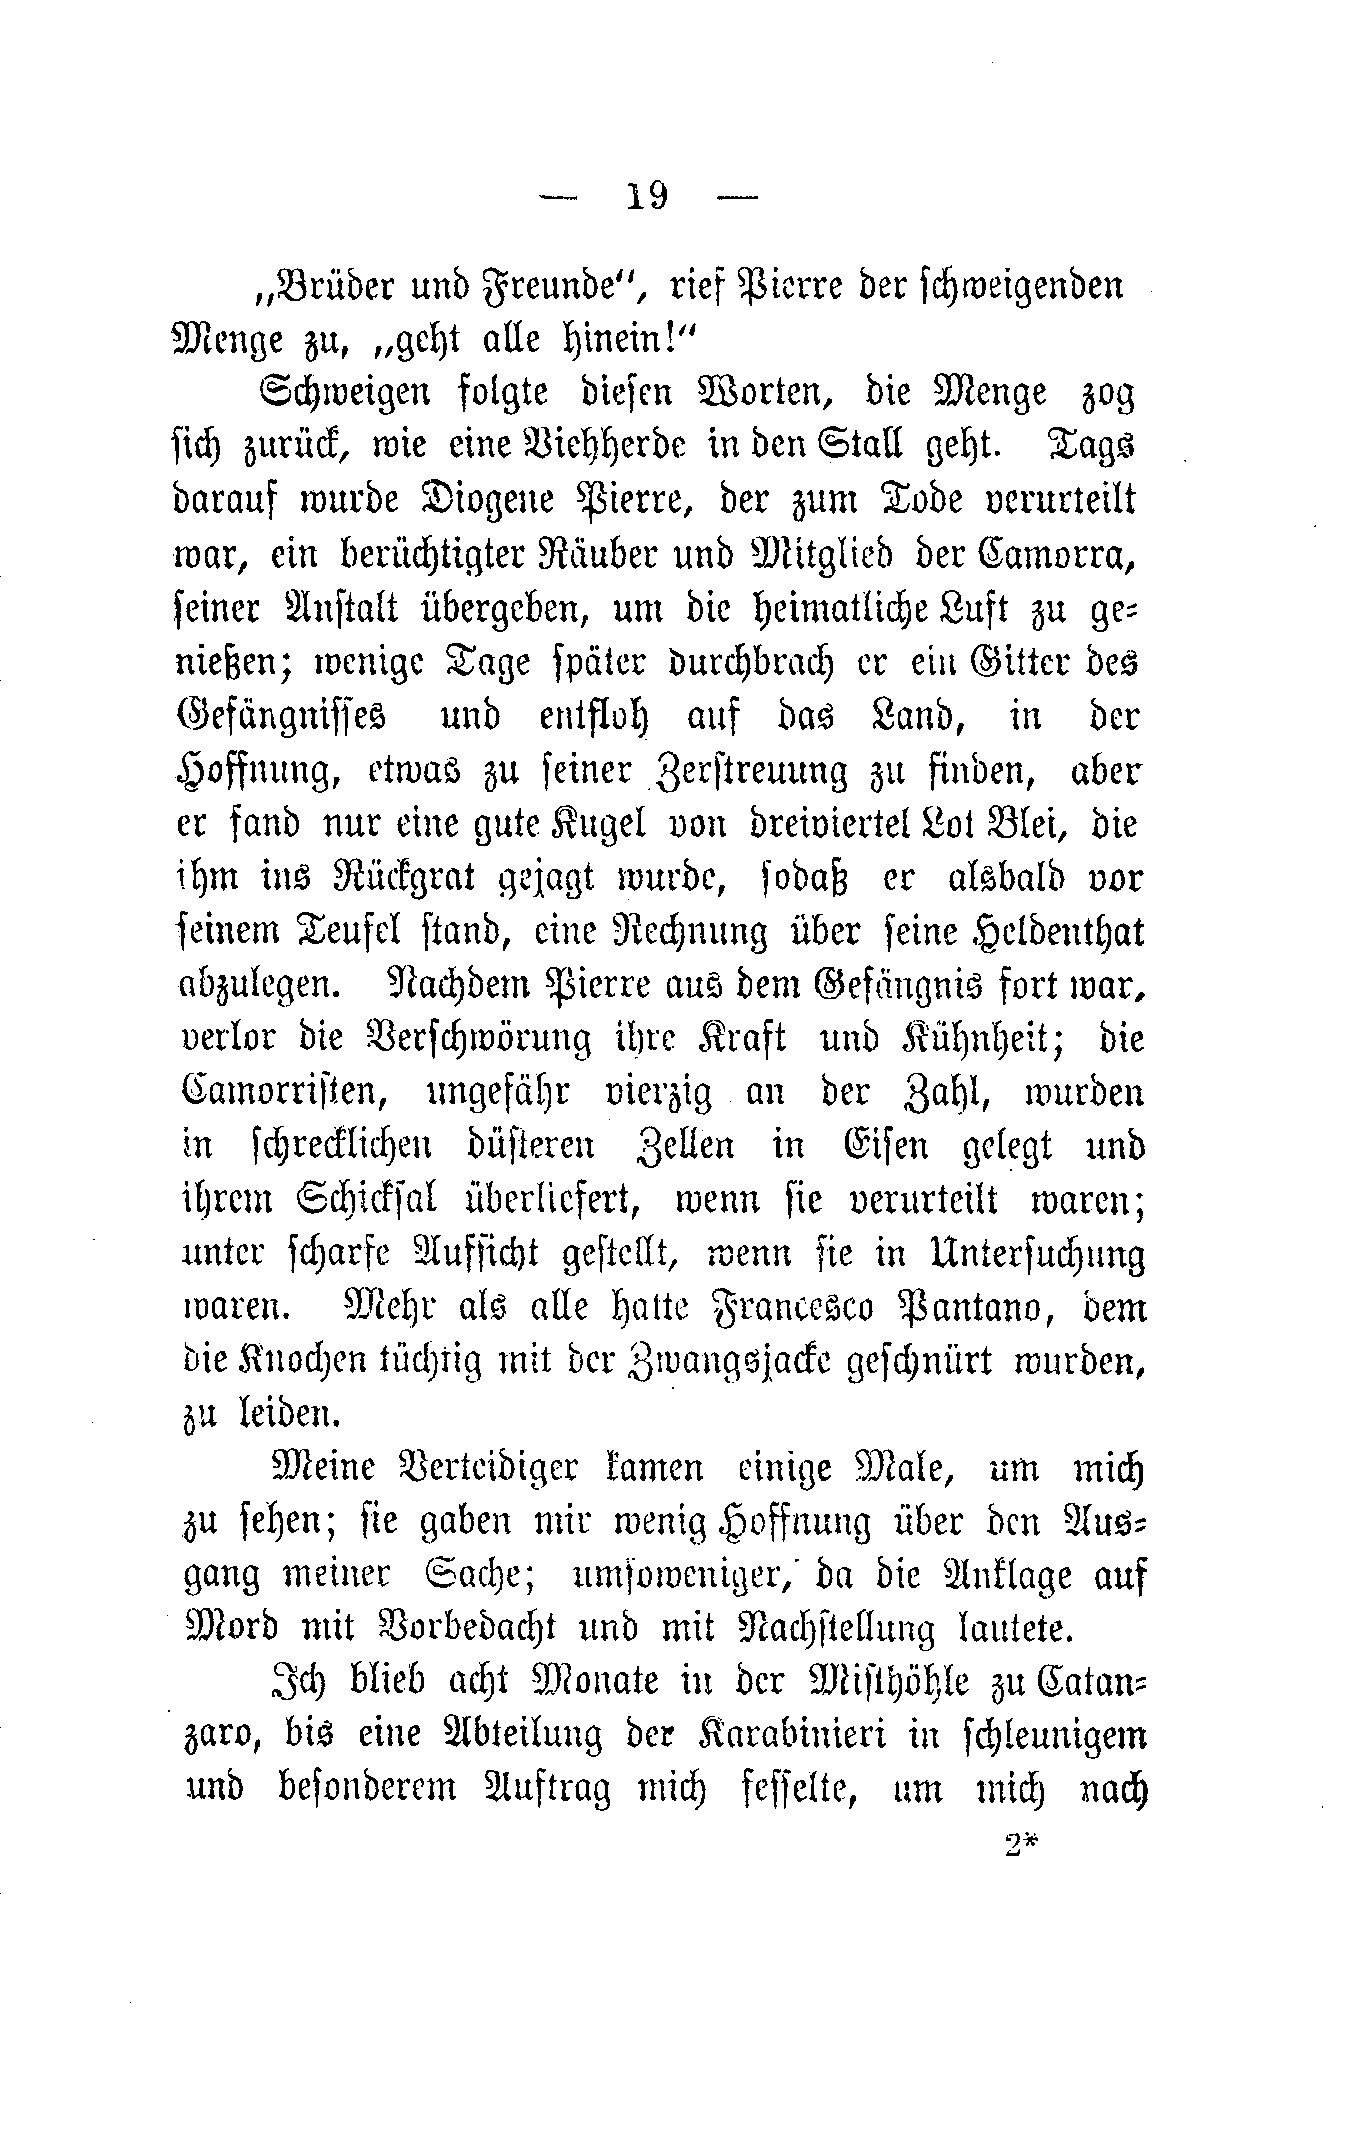 — 19 —
„Brüder und Freunde“, rief Pierre der schweigenden
Menge zu, „geht alle hinein!“
Schweigen folgte diesen Worten, die Menge zog
sich zurück, wie eine Viehherde in den Stall geht. Tags
darauf wurde Diogene Pierre, der zum Tode verurteilt
war, ein berüchtigter Räuber und Mitglied der Camorra,
seiner Anstalt übergeben, um die heimatliche Luft zu ge-
nießen; wenige Tage später durchbrach er ein Gitter des
Gefängnisses und entfloh auf das Land, in der
Hoffnung, etwas zu seiner Zerstreuung zu finden, aber
er fand nur eine gute Kugel von dreiviertel Lot Blei, die
ihm ins Rückgrat gejagt wurde, sodaß er alsbald vor
seinem Teufel stand, eine Rechnung über seine Heldenthat
abzulegen. Nachdem Pierre aus dem Gefängnis fort war,
verlor die Verschwörung ihre Kraft und Kühnheit; die
Camorristen, ungefähr vierzig an der Zahl, wurden
in schrecklichen düsteren Zellen in Eisen gelegt und
ihrem Schicksal überliefert, wenn sie verurteilt waren;
unter scharfe Aufsicht gestellt, wenn sie in Untersuchung
waren. Mehr als alle hatte Francesco Pantano, dem
die Knochen tüchtig mit der Zwangsjacke geschnürt wurden,
zu leiden.
Meine Verteidiger kamen einige Male, um mich
zu sehen; sie gaben mir wenig Hoffnung über den Aus-
gang meiner Sache; umsoweniger, da die Anklage auf
Mord mit Vorbedacht und mit Nachstellung lautete.
Ich blieb acht Monate in der Misthöhle zu Catan-
zaro, bis eine Abteilung der Karabinieri in schleunigem
und besonderem Auftrag mich fesselte, um mich nach
2*